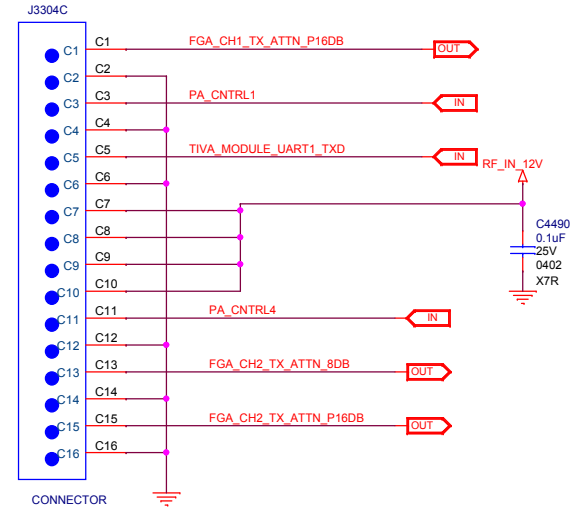 J3304C
C1 C1 FGA_CH1_TX_ATTN_P16DB OUT
C2 C2
C3 C3 PA_CNTRL1 IN
C4 C4
C5 C5 TIVA_MODULE_UART1_TXD IN
RF_IN_12V
C6 C6
C7 C7
C8 C8
C9 C9
C10 C10
C4490
0.1uF
25V
0402
X7R
C11 C11 PA_CNTRL4 IN
C12 C12
C13 C13 FGA_CH2_TX_ATTN_8DB OUT
C14 C14
C15 C15 FGA_CH2_TX_ATTN_P16DB OUT
C16 C16
CONNECTOR